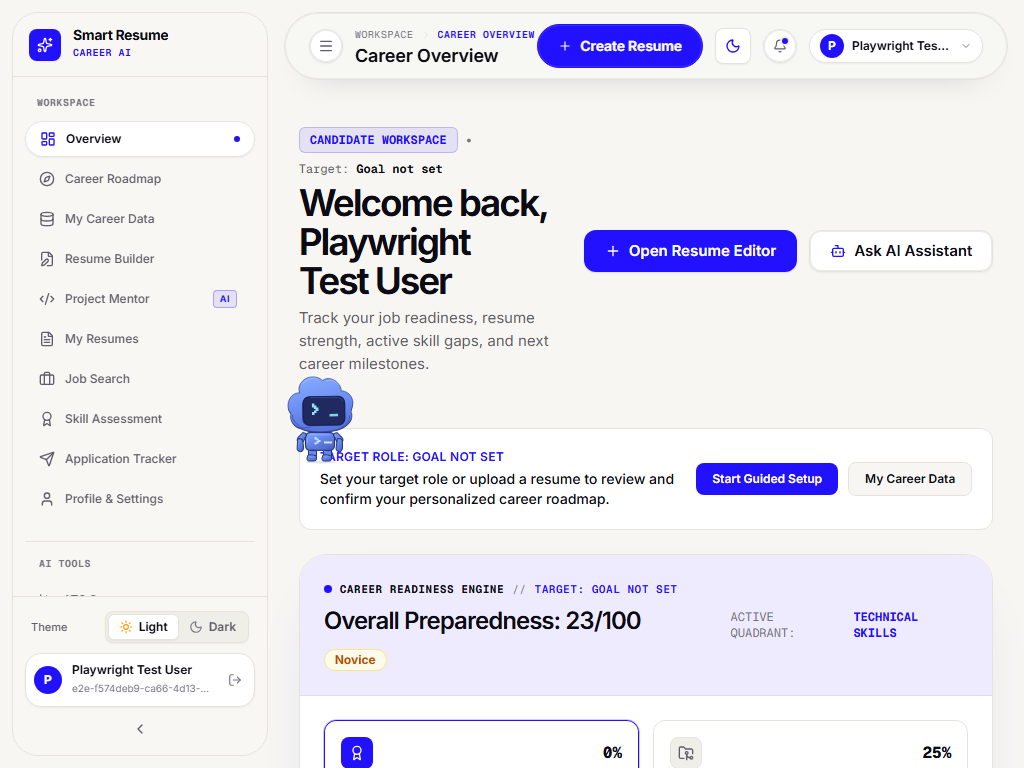 Smart Resume
CAREER AI
WORKSPACE
Overview
Career Roadmap
My Career Data
Resume Builder
Project Mentor AI
My Resumes
Job Search
Skill Assessment
Application Tracker
Profile & Settings
AI TOOLS
Theme Light Dark
P Playwright Test User
e2e-f574deb9-ca66-4d13-...
WORKSPACE CAREER OVERVIEW
Career Overview
Create Resume
P Playwright Tes...
CANDIDATE WORKSPACE •
Target: Goal not set
Welcome back,
Playwright
Test User
Track your job readiness, resume
strength, active skill gaps, and next
career milestones.
Open Resume Editor
Ask AI Assistant
TARGET ROLE: GOAL NOT SET
Set your target role or upload a resume to review and
confirm your personalized career roadmap.
Start Guided Setup
My Career Data
CAREER READINESS ENGINE // TARGET: GOAL NOT SET
Overall Preparedness: 23/100
Novice
ACTIVE
QUADRANT:
TECHNICAL
SKILLS
0%
25%